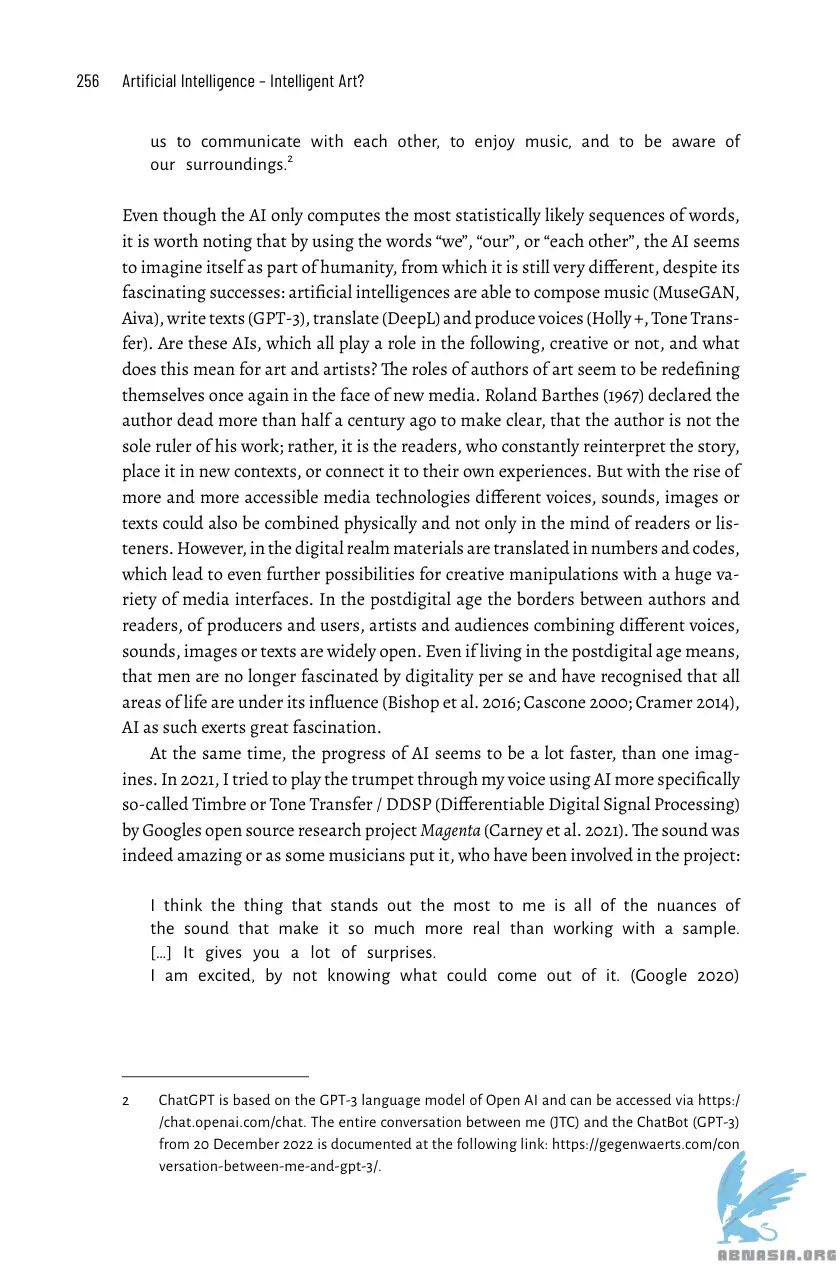 256 Artificial Intelligence – Intelligent Art?
us to communicate with each other, to enjoy music, and to be aware of
our surroundings.²
Even though the AI only computes the most statistically likely sequences of words,
it is worth noting that by using the words “we”, “our”, or “each other”, the AI seems
to imagine itself as part of humanity, from which it is still very different, despite its
fascinating successes: artificial intelligences are able to compose music (MuseGAN,
Aiva), write texts (GPT-3), translate (DeepL) and produce voices (Holly +, Tone Trans-
fer). Are these AIs, which all play a role in the following, creative or not, and what
does this mean for art and artists? The roles of authors of art seem to be redefining
themselves once again in the face of new media. Roland Barthes (1967) declared the
author dead more than half a century ago to make clear, that the author is not the
sole ruler of his work; rather, it is the readers, who constantly reinterpret the story,
place it in new contexts, or connect it to their own experiences. But with the rise of
more and more accessible media technologies different voices, sounds, images or
texts could also be combined physically and not only in the mind of readers or lis-
teners. However, in the digital realm materials are translated in numbers and codes,
which lead to even further possibilities for creative manipulations with a huge va-
riety of media interfaces. In the postdigital age the borders between authors and
readers, of producers and users, artists and audiences combining different voices,
sounds, images or texts are widely open. Even if living in the postdigital age means,
that men are no longer fascinated by digitality per se and have recognised that all
areas of life are under its influence (Bishop et al. 2016; Cascone 2000; Cramer 2014),
AI as such exerts great fascination.
At the same time, the progress of AI seems to be a lot faster, than one imag-
ines. In 2021, I tried to play the trumpet through my voice using AI more specifically
so-called Timbre or Tone Transfer / DDSP (Differentiable Digital Signal Processing)
by Googles open source research project Magenta (Carney et al. 2021). The sound was
indeed amazing or as some musicians put it, who have been involved in the project:
I think the thing that stands out the most to me is all of the nuances of
the sound that make it so much more real than working with a sample.
[…] It gives you a lot of surprises.
I am excited, by not knowing what could come out of it. (Google 2020)
2 ChatGPT is based on the GPT-3 language model of Open AI and can be accessed via https:/
/chat.openai.com/chat. The entire conversation between me (JTC) and the ChatBot (GPT-3)
from 20 December 2022 is documented at the following link: https://gegenwaerts.com/con
versation-between-me-and-gpt-3/.
ABNASIA.ORG